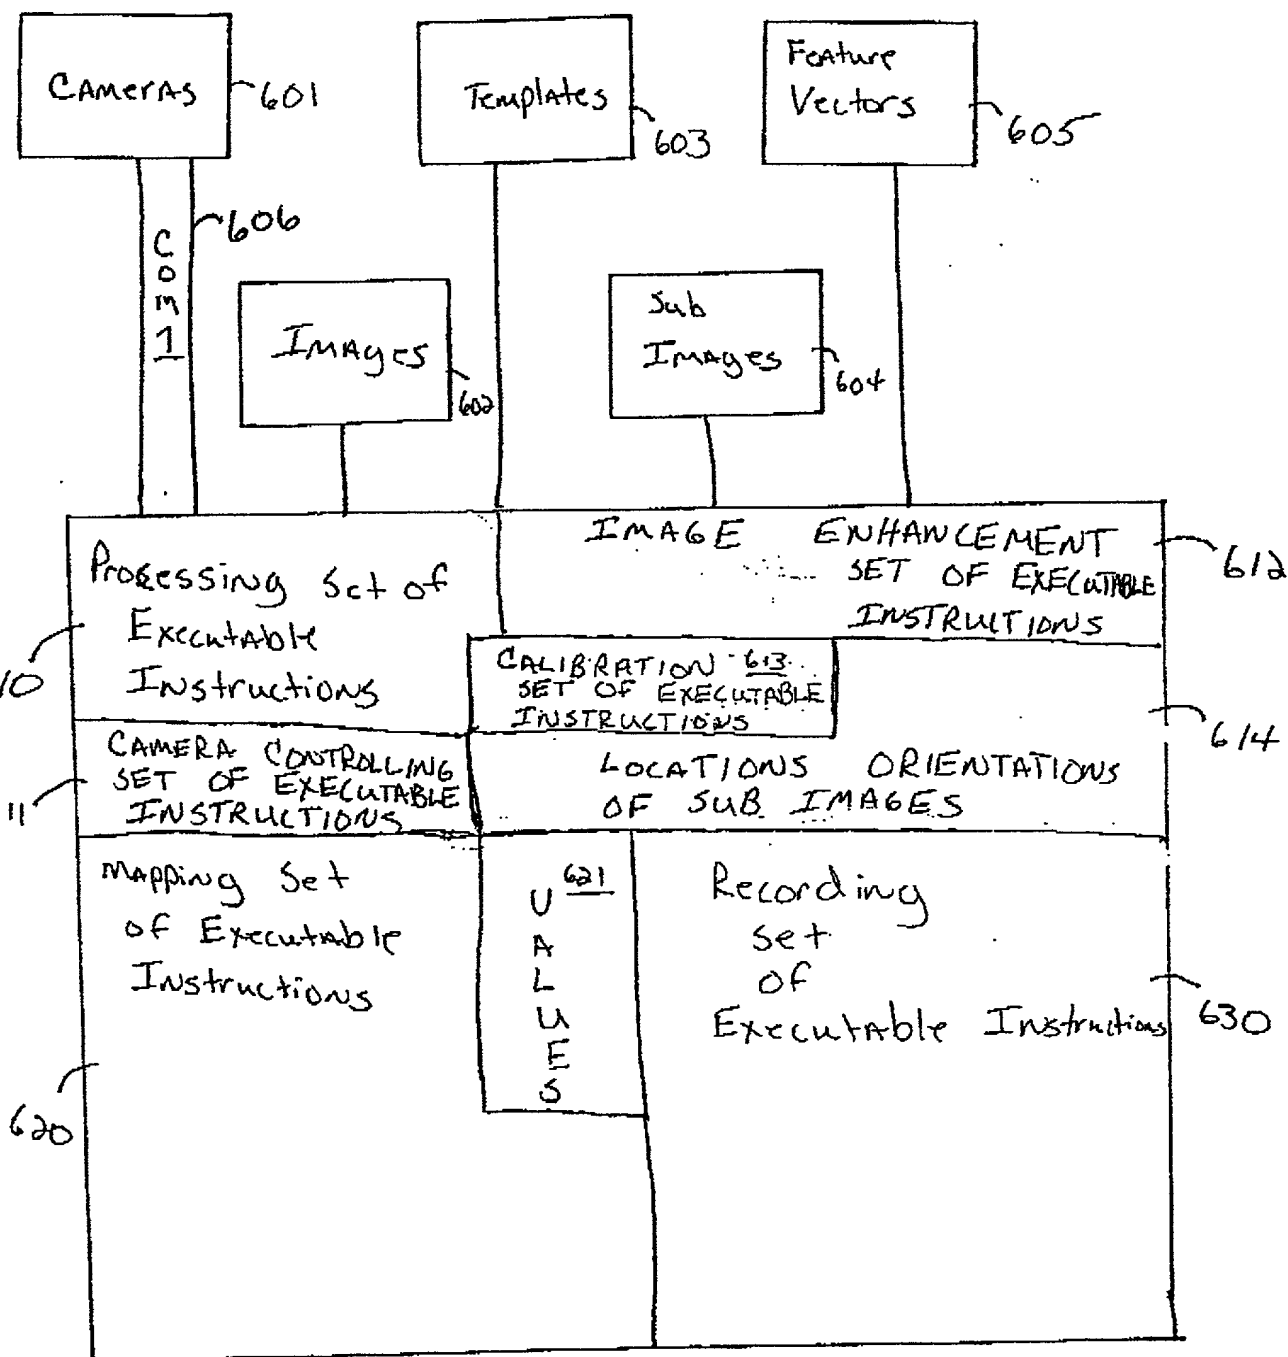 Cameras
601
Templates
603
Feature
Vectors
605
606
Com 1
Images
602
Sub
Images
604
Processing Set of
Executable
Instructions
10
IMAGE ENHANCEMENT
SET OF EXECUTABLE
INSTRUCTIONS
612
CALIBRATION 613
SET OF EXECUTABLE
INSTRUCTIONS
614
CAMERA CONTROLLING
SET OF EXECUTABLE
INSTRUCTIONS
11
LOCATIONS ORIENTATIONS
OF SUB IMAGES
Mapping Set
of Executable
Instructions
620
621
VALUES
Recording
Set
of
Executable Instructions
630